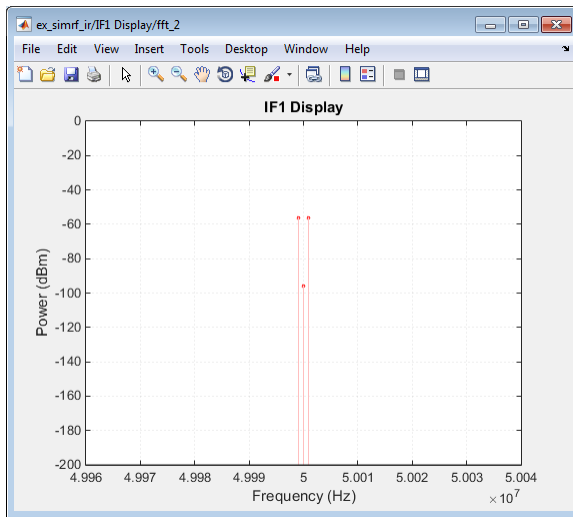 ex_simrf_ir/IF1 Display/fft_2
File Edit View Insert Tools Desktop Window Help
IF1 Display
0
-20
-40
-60
-80
-100
-120
-140
-160
-180
-200
Power (dBm)
4.996 4.997 4.998 4.999 5 5.001 5.002 5.003 5.004
Frequency (Hz)
× 10^7